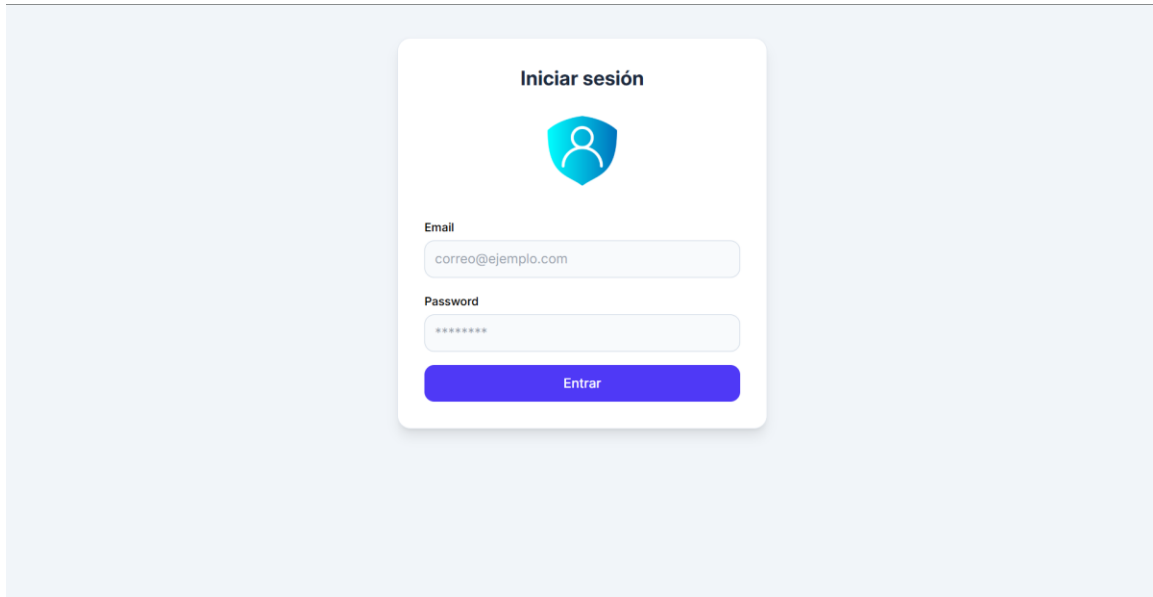 Iniciar sesión
Email
correo@ejemplo.com
Password
********
Entrar